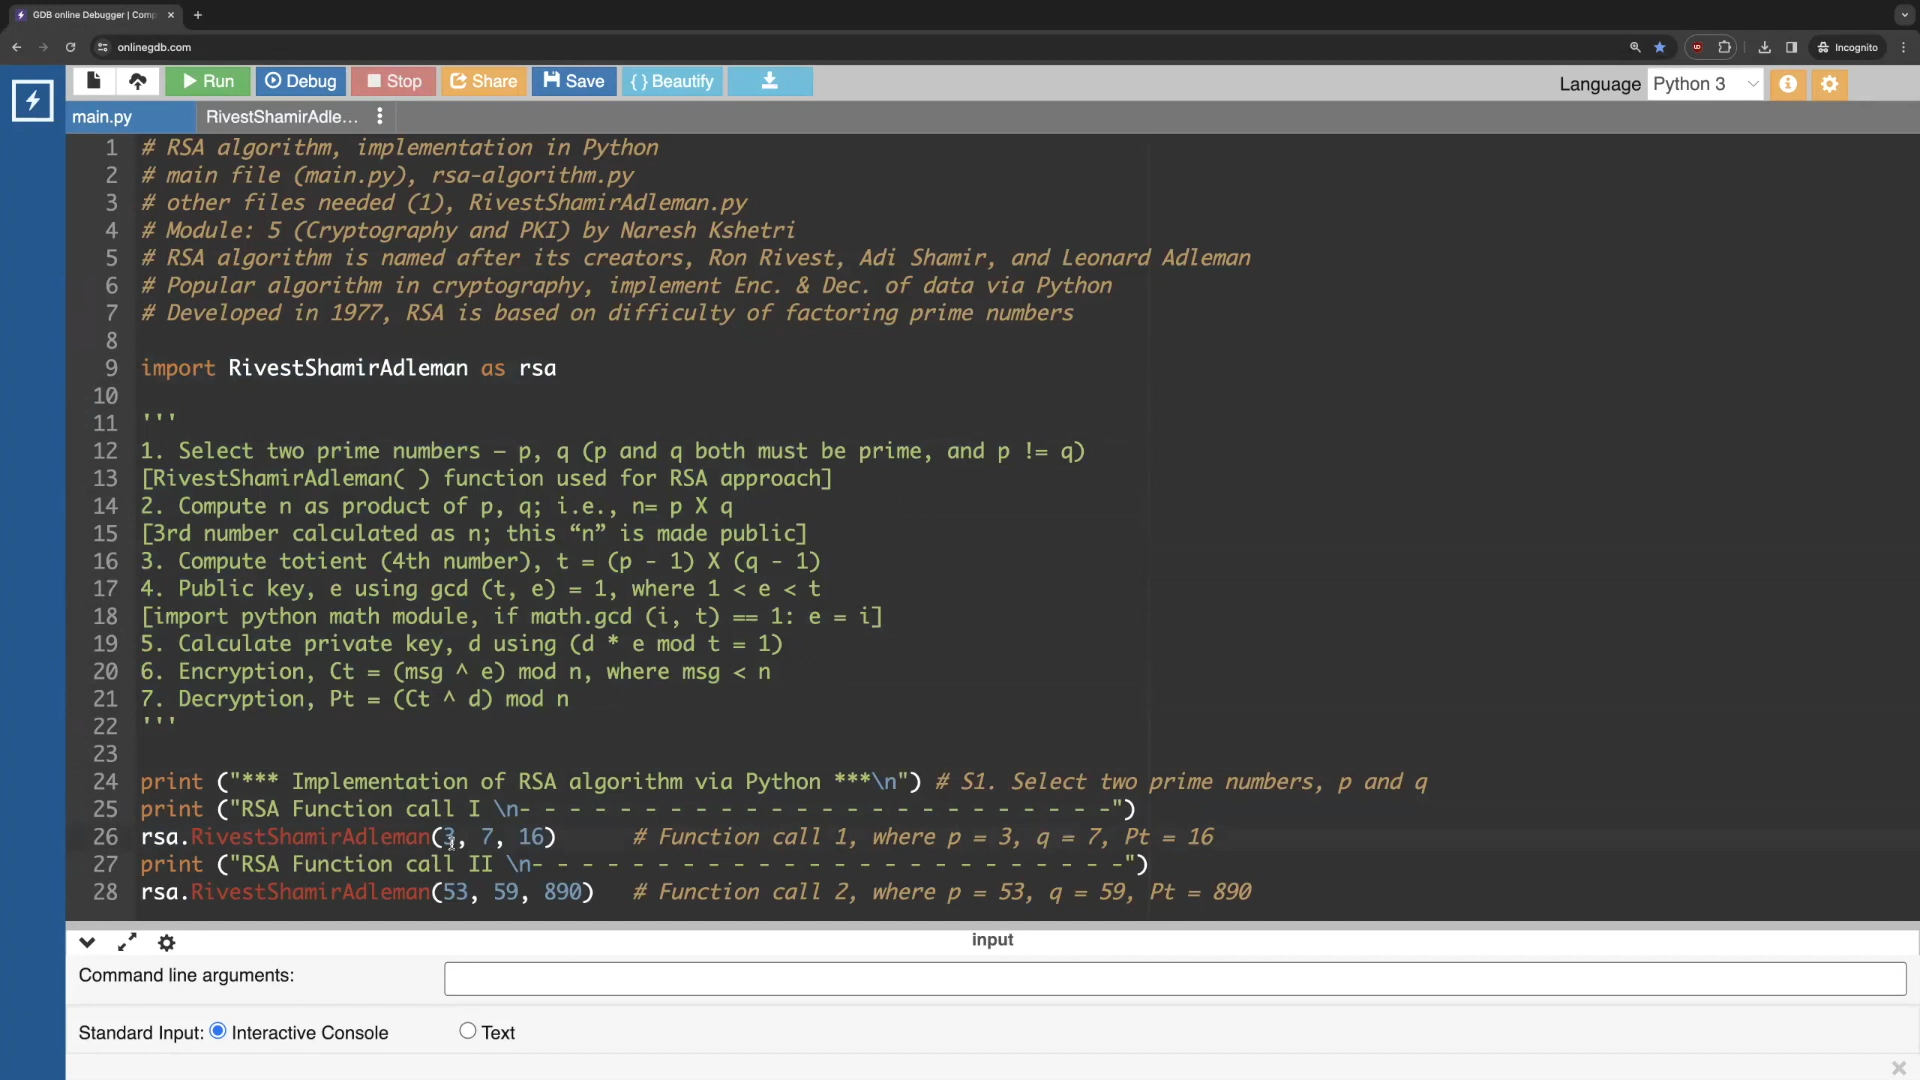 GDB online Debugger | Comp
onlinegdb.com
Incognito
Run
Debug
Stop
Share
Save
{ } Beautify
Language Python 3
main.py
RivestShamirAdle...
1 # RSA algorithm, implementation in Python
2 # main file (main.py), rsa-algorithm.py
3 # other files needed (1), RivestShamirAdleman.py
4 # Module: 5 (Cryptography and PKI) by Naresh Kshetri
5 # RSA algorithm is named after its creators, Ron Rivest, Adi Shamir, and Leonard Adleman
6 # Popular algorithm in cryptography, implement Enc. & Dec. of data via Python
7 # Developed in 1977, RSA is based on difficulty of factoring prime numbers
8
9 import RivestShamirAdleman as rsa
10
11 '''
12 1. Select two prime numbers – p, q (p and q both must be prime, and p != q)
13 [RivestShamirAdleman( ) function used for RSA approach]
14 2. Compute n as product of p, q; i.e., n= p X q
15 [3rd number calculated as n; this “n” is made public]
16 3. Compute totient (4th number), t = (p - 1) X (q - 1)
17 4. Public key, e using gcd (t, e) = 1, where 1 < e < t
18 [import python math module, if math.gcd (i, t) == 1: e = i]
19 5. Calculate private key, d using (d * e mod t = 1)
20 6. Encryption, Ct = (msg ^ e) mod n, where msg < n
21 7. Decryption, Pt = (Ct ^ d) mod n
22 '''
23
24 print ("*** Implementation of RSA algorithm via Python ***\n") # S1. Select two prime numbers, p and q
25 print ("RSA Function call I \n- - - - - - - - - - - - - - - - - - - - - - - -")
26 rsa.RivestShamirAdleman(3, 7, 16) # Function call 1, where p = 3, q = 7, Pt = 16
27 print ("RSA Function call II \n- - - - - - - - - - - - - - - - - - - - - - - -")
28 rsa.RivestShamirAdleman(53, 59, 890) # Function call 2, where p = 53, q = 59, Pt = 890
input
Command line arguments:
Standard Input: Interactive Console Text